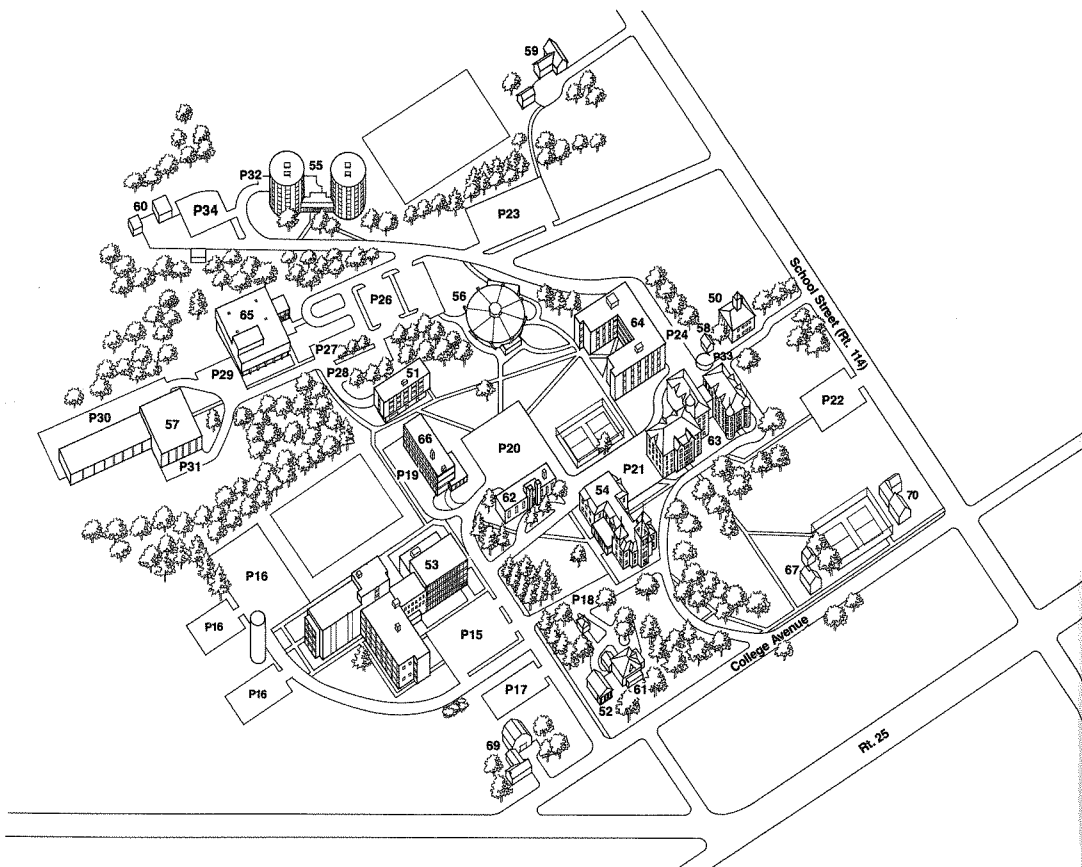 59
55
P32
60
P34
P23
School Street (Rt. 114)
50
56
P26
65
64
58
P24
P33
P27
51
P29
P28
P22
P30
57
66
63
P20
P31
P19
P21
62
54
70
53
P16
67
P18
P16
P15
College Avenue
P16
P17
61
52
Rt. 25
69